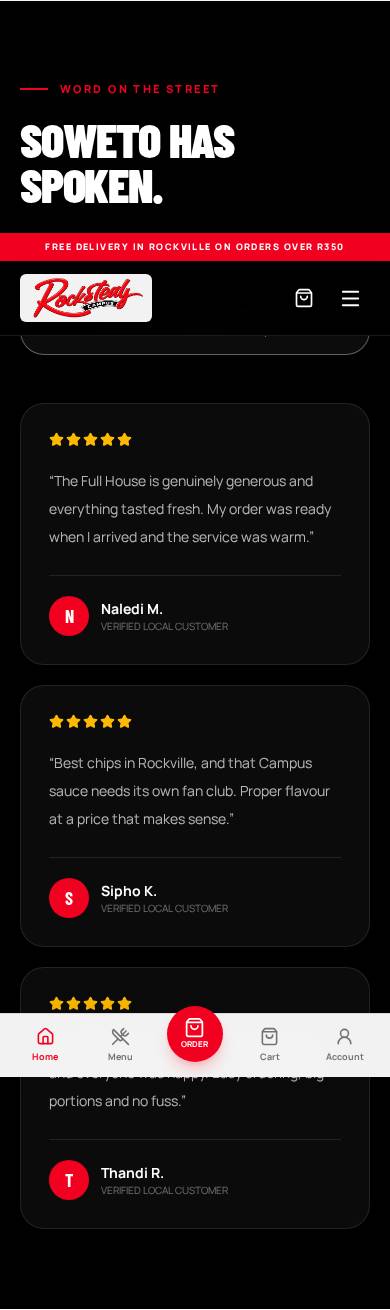 WORD ON THE STREET
SOWETO HAS
SPOKEN.
FREE DELIVERY IN ROCKVILLE ON ORDERS OVER R350
Rocksteady
CAMPUS
“The Full House is genuinely generous and
everything tasted fresh. My order was ready
when I arrived and the service was warm.”
N
Naledi M.
VERIFIED LOCAL CUSTOMER
“Best chips in Rockville, and that Campus
sauce needs its own fan club. Proper flavour
at a price that makes sense.”
S
Sipho K.
VERIFIED LOCAL CUSTOMER
ORDER
Home
Menu
Cart
Account
portions and no fuss.”
T
Thandi R.
VERIFIED LOCAL CUSTOMER